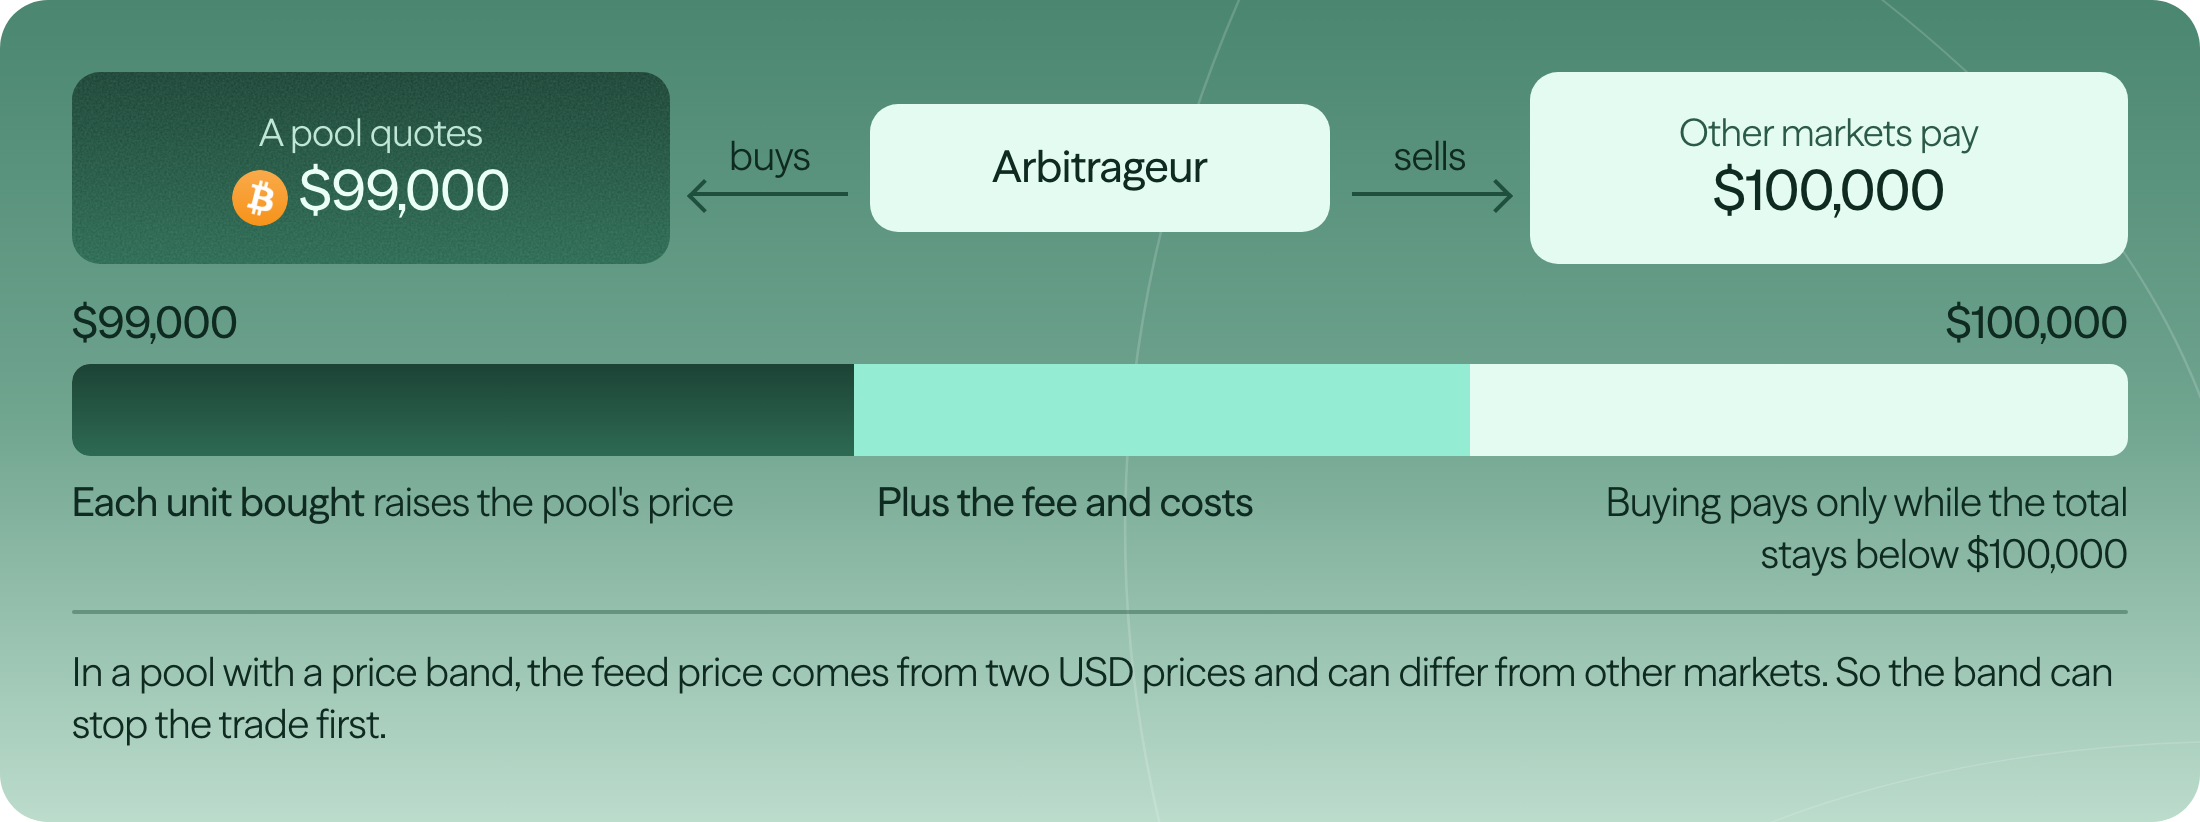 A pool quotes
$99,000
buys
Arbitrageur
sells
Other markets pay
$100,000
$99,000
$100,000
Each unit bought raises the pool's price
Plus the fee and costs
Buying pays only while the total
stays below $100,000
In a pool with a price band, the feed price comes from two USD prices and can differ from other markets. So the band can
stop the trade first.